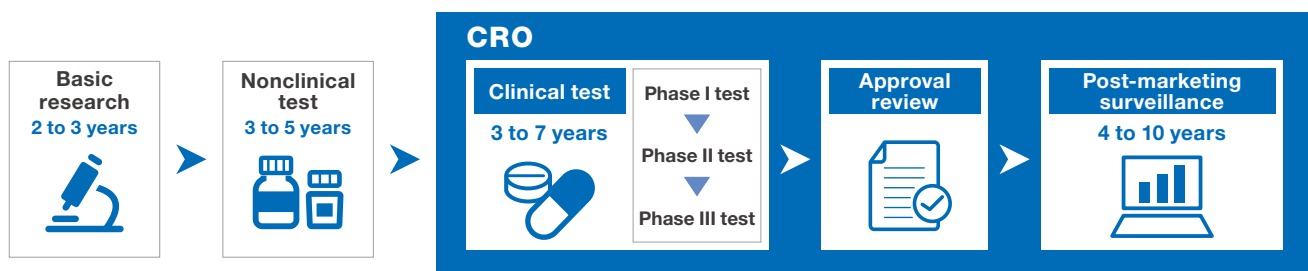 Basic
research
2 to 3 years
Nonclinical
test
3 to 5 years
CRO
Clinical test
3 to 7 years
Phase I test
Phase II test
Phase III test
Approval
review
Post-marketing
surveillance
4 to 10 years